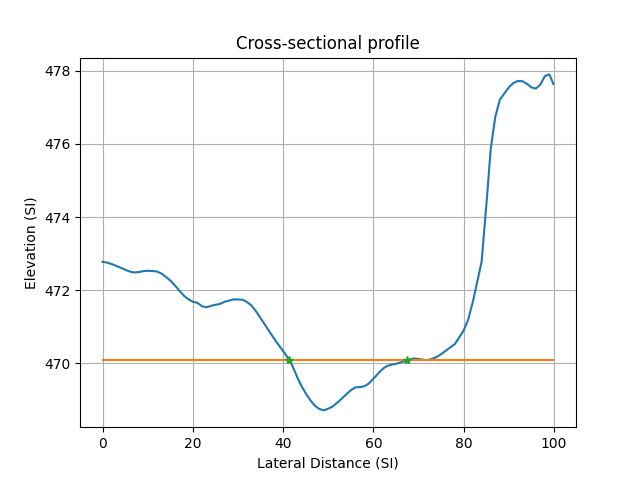 Cross-sectional profile
478
476
474
472
470
Elevation (SI)
0 20 40 60 80 100
Lateral Distance (SI)